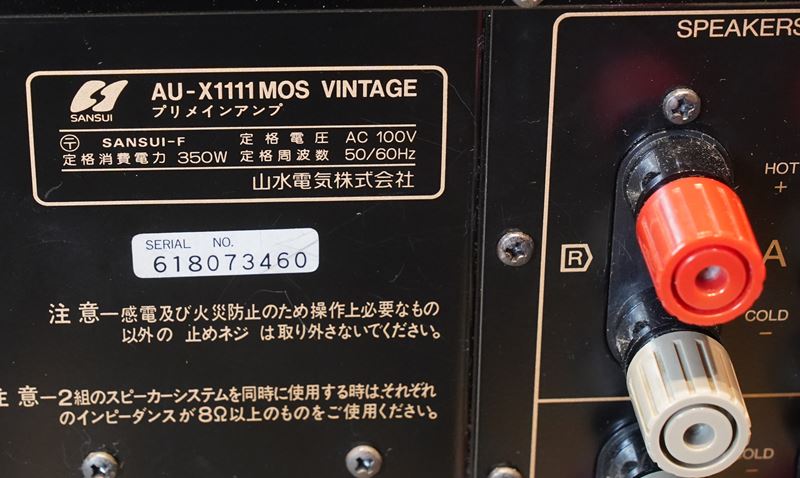 SANSUI
AU-X1111 MOS VINTAGE
プリメインアンプ
〒 SANSUI-F 定格電圧 AC 100V
定格消費電力 350W 定格周波数 50/60Hz
山水電気株式会社
SERIAL NO.
618073460
注意—感電及び火災防止のため操作上必要なもの
以外の 止めネジ は取り外さないでください。
注意—2組のスピーカーシステムを同時に使用する時は、それぞれ
のインピーダンスが8Ω以上のものをご使用ください。
SPEAKERS
HOT
+
R
A
COLD
−
COLD
−